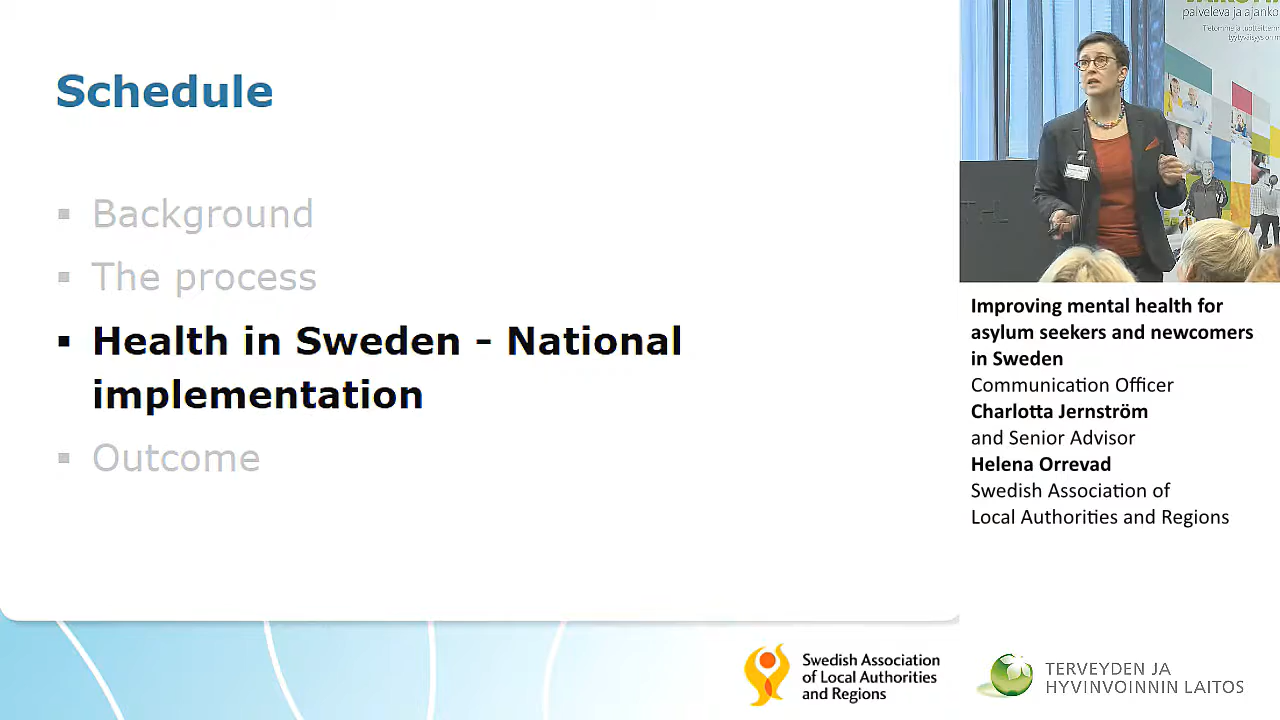 Schedule
Background
The process
Health in Sweden - National
implementation
Outcome
Swedish Association
of Local Authorities
and Regions
palveleva ja ajanko
Improving mental health for
asylum seekers and newcomers
in Sweden
Communication Officer
Charlotta Jernström
and Senior Advisor
Helena Orrevad
Swedish Association of
Local Authorities and Regions
TERVEYDEN JA
HYVINVOINNIN LAITOS